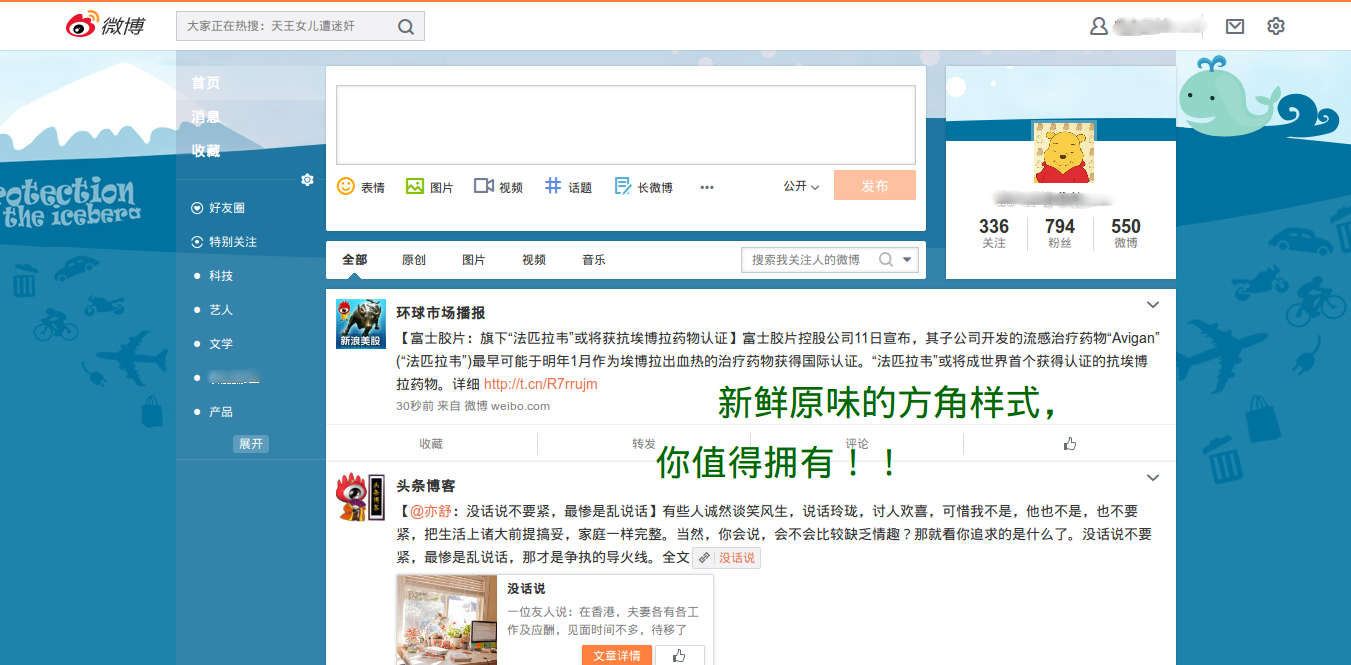 微博
大家正在热搜：天王女儿遭迷奸
首页
消息
收藏
好友圈
特别关注
科技
艺人
文学
产品
展开
rotection
the iceberg
表情 图片 视频 话题 长微博 ... 公开 发布
336 794 550
关注 粉丝 微博
全部 原创 图片 视频 音乐 搜索我关注人的微博
新浪美股
环球市场播报
【富士胶片：旗下“法匹拉韦”或将获抗埃博拉药物认证】富士胶片控股公司11日宣布，其子公司开发的流感治疗药物“Avigan”
(“法匹拉韦”)最早可能于明年1月作为埃博拉出血热的治疗药物获得国际认证。“法匹拉韦”或将成世界首个获得认证的抗埃博
拉药物。详细 http://t.cn/R7rrujm
30秒前 来自 微博 weibo.com
新鲜原味的方角样式，
收藏 转发 评论
你值得拥有！！
头条博客
头条博客
【@亦舒：没话说不要紧，最惨是乱说话】有些人诚然谈笑风生，说话玲珑，讨人欢喜，可惜我不是，他也不是，也不要
紧，把生活上诸大前提搞妥，家庭一样完整。当然，你会说，会不会比较缺乏情趣？那就看你追求的是什么了。没话说不要
紧，最惨是乱说话，那才是争执的导火线。全文 没话说
没话说
一位友人说：在香港，夫妻各有各工
作及应酬，见面时间不多，待移了
文章详情